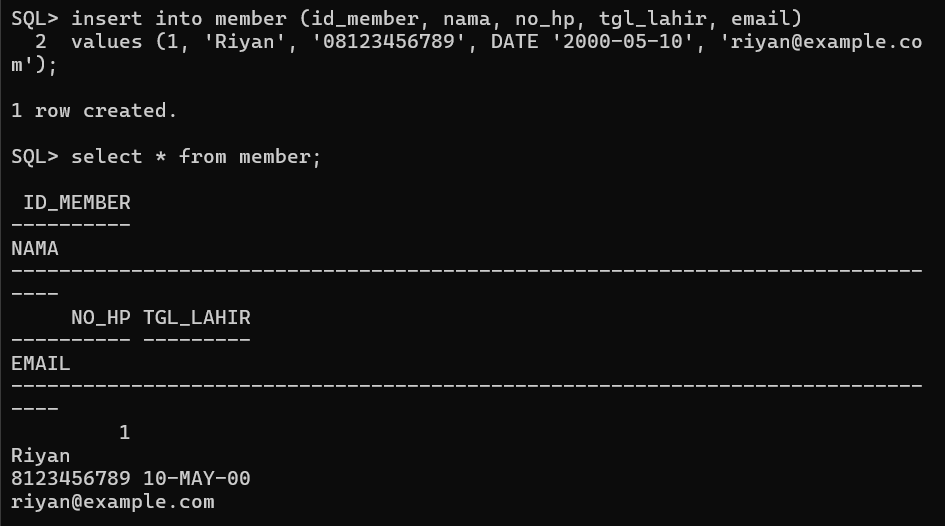 SQL> insert into member (id_member, nama, no_hp, tgl_lahir, email)
  2  values (1, 'Riyan', '08123456789', DATE '2000-05-10', 'riyan@example.co
m');

1 row created.

SQL> select * from member;

 ID_MEMBER
----------
NAMA
----------------------------------------------------------------------------
----
     NO_HP TGL_LAHIR
---------- ---------
EMAIL
----------------------------------------------------------------------------
----
         1
Riyan
8123456789 10-MAY-00
riyan@example.com